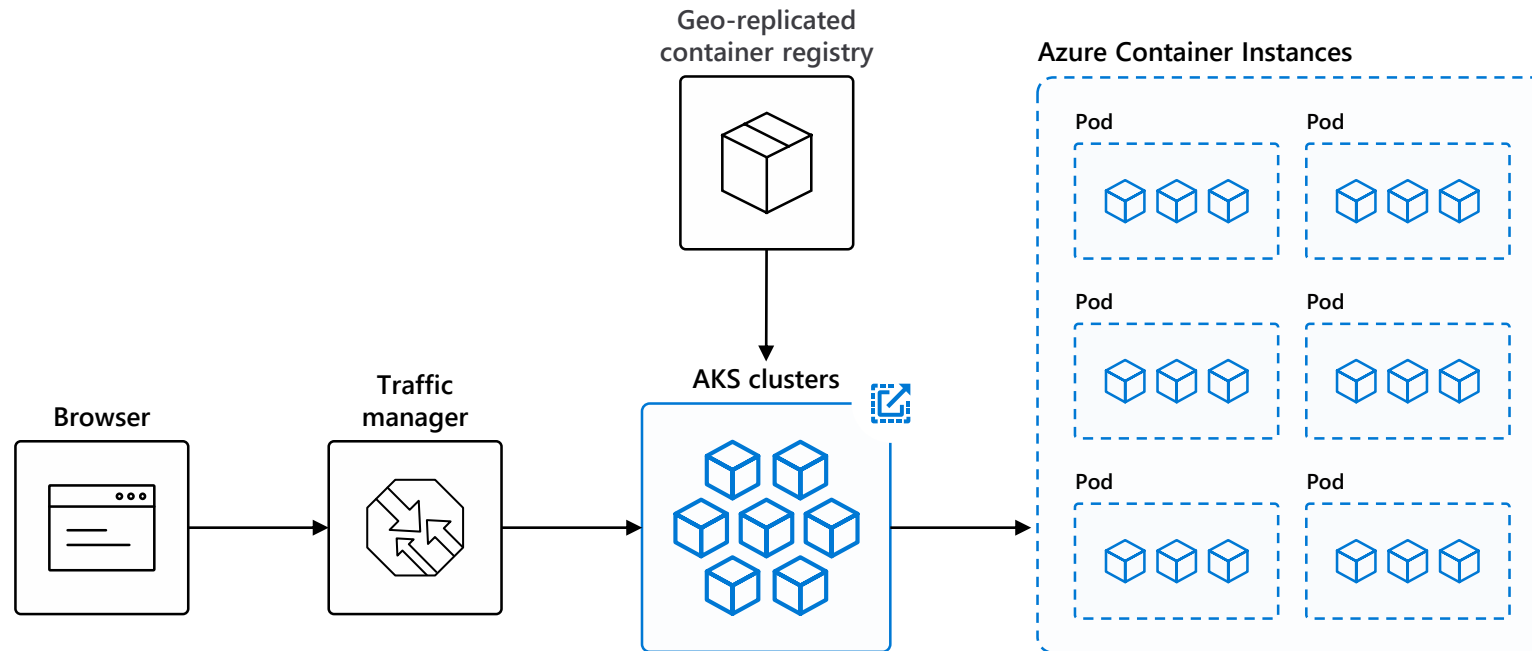 Geo-replicated
container registry
Azure Container Instances
Pod
Pod
Pod
Pod
AKS clusters
Traffic
manager
Browser
Pod
Pod